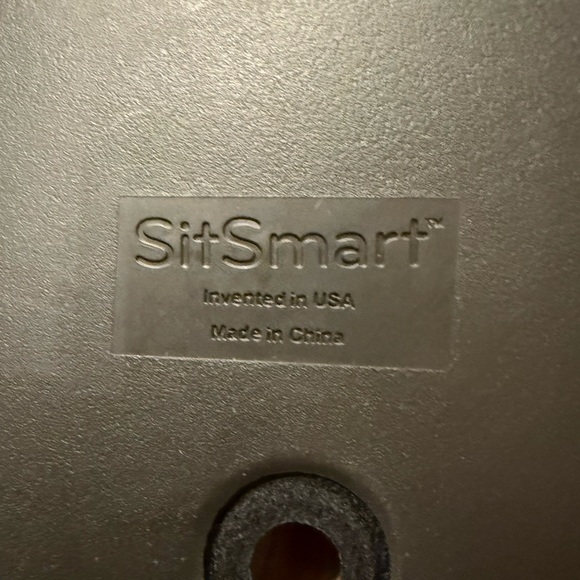 SitSmart™
Invented in USA
Made in China